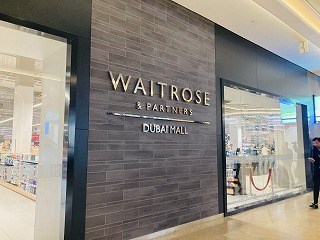 WAITROSE
& PARTNERS
DUBAI MALL